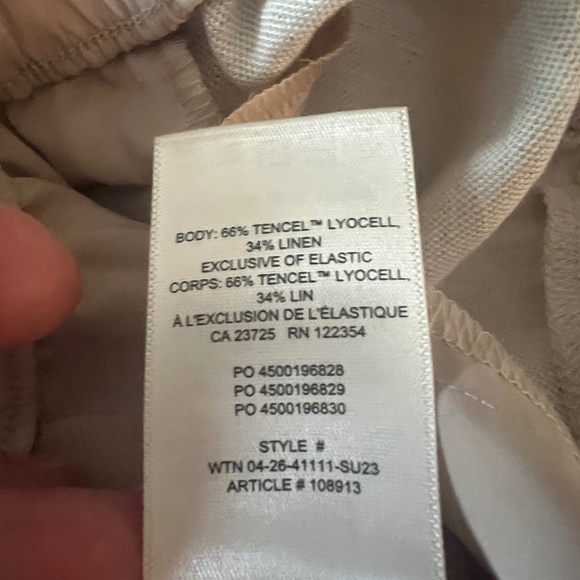 BODY: 66% TENCEL™ LYOCELL,
34% LINEN
EXCLUSIVE OF ELASTIC
CORPS: 66% TENCEL™ LYOCELL,
34% LIN
À L'EXCLUSION DE L'ÉLASTIQUE
CA 23725 RN 122354
PO 4500196828
PO 4500196829
PO 4500196830
STYLE #
WTN 04-26-41111-SU23
ARTICLE # 108913